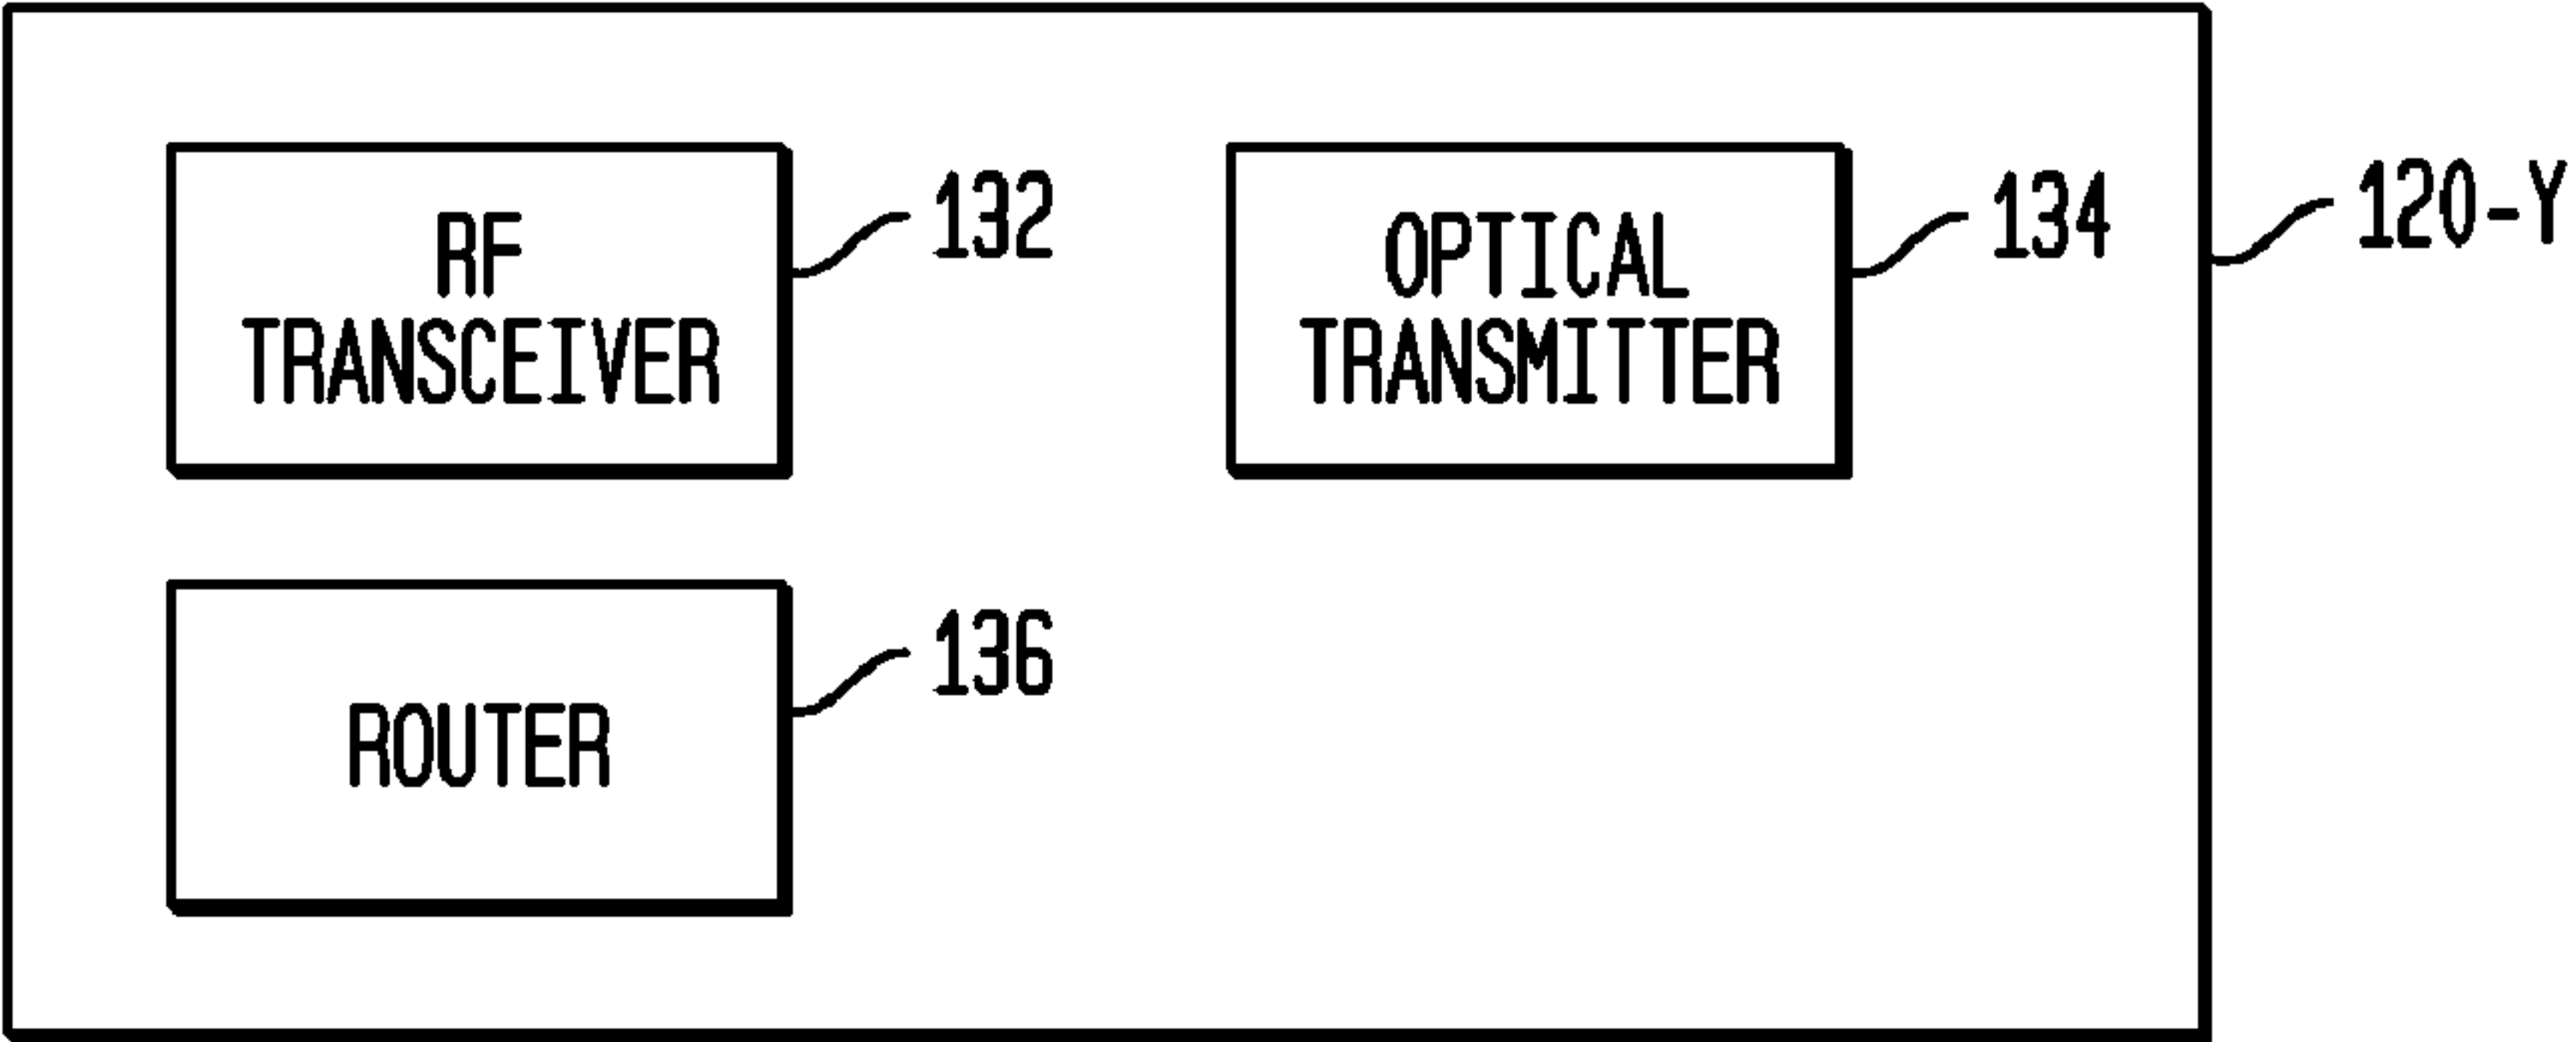 RF
TRANSCEIVER
132
OPTICAL
TRANSMITTER
134
120-Y
ROUTER
136